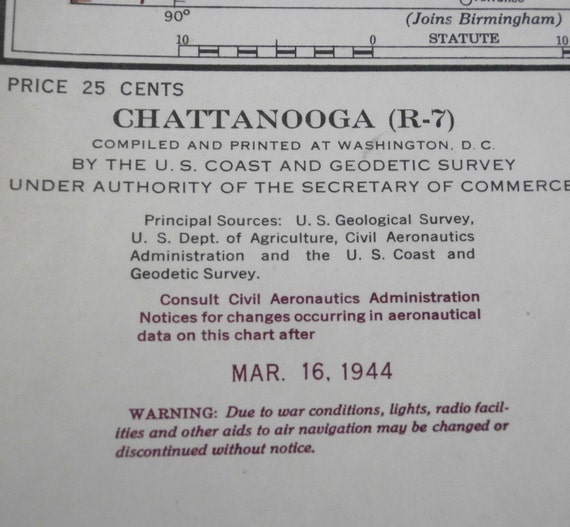 90°
(Joins Birmingham)
10 0 10
STATUTE
PRICE 25 CENTS
CHATTANOOGA (R-7)
COMPILED AND PRINTED AT WASHINGTON, D. C.
BY THE U. S. COAST AND GEODETIC SURVEY
UNDER AUTHORITY OF THE SECRETARY OF COMMERCE
Principal Sources: U. S. Geological Survey,
U. S. Dept. of Agriculture, Civil Aeronautics
Administration and the U. S. Coast and
Geodetic Survey.
Consult Civil Aeronautics Administration
Notices for changes occurring in aeronautical
data on this chart after
MAR. 16, 1944
WARNING: Due to war conditions, lights, radio facil-
ities and other aids to air navigation may be changed or
discontinued without notice.